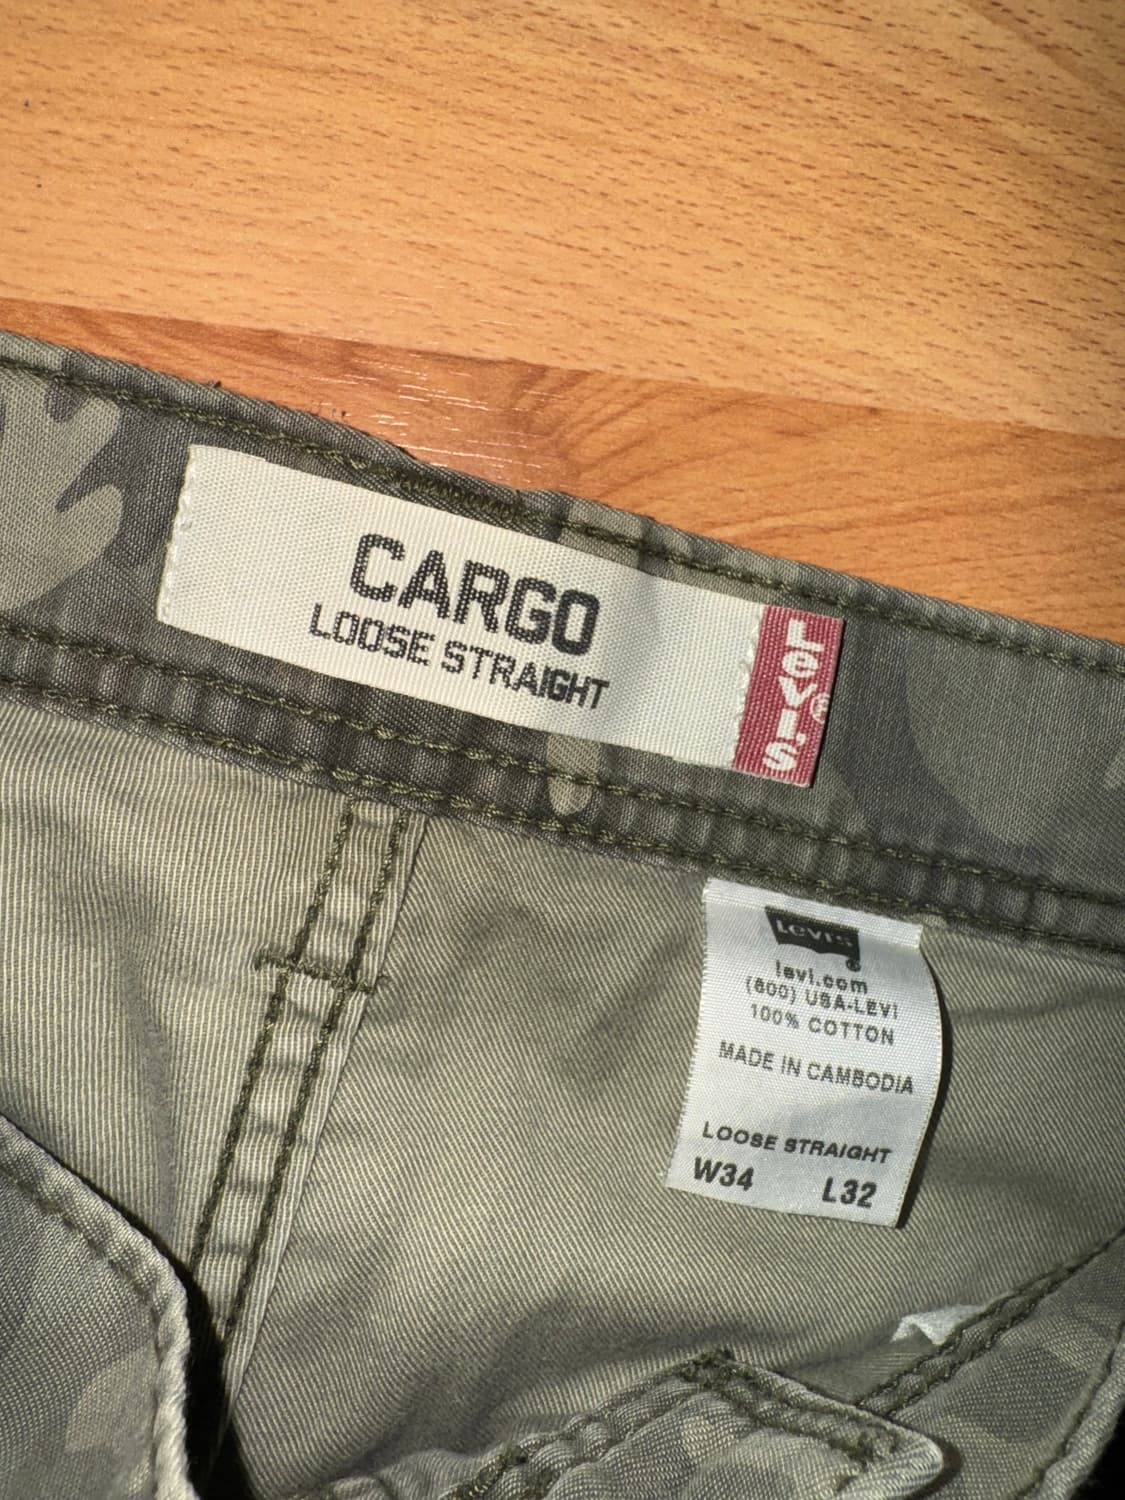 CARGO
LOOSE STRAIGHT
Levi's®
Levi's®
levi.com
(800) USA-LEVI
100% COTTON
MADE IN CAMBODIA
LOOSE STRAIGHT
W34 L32